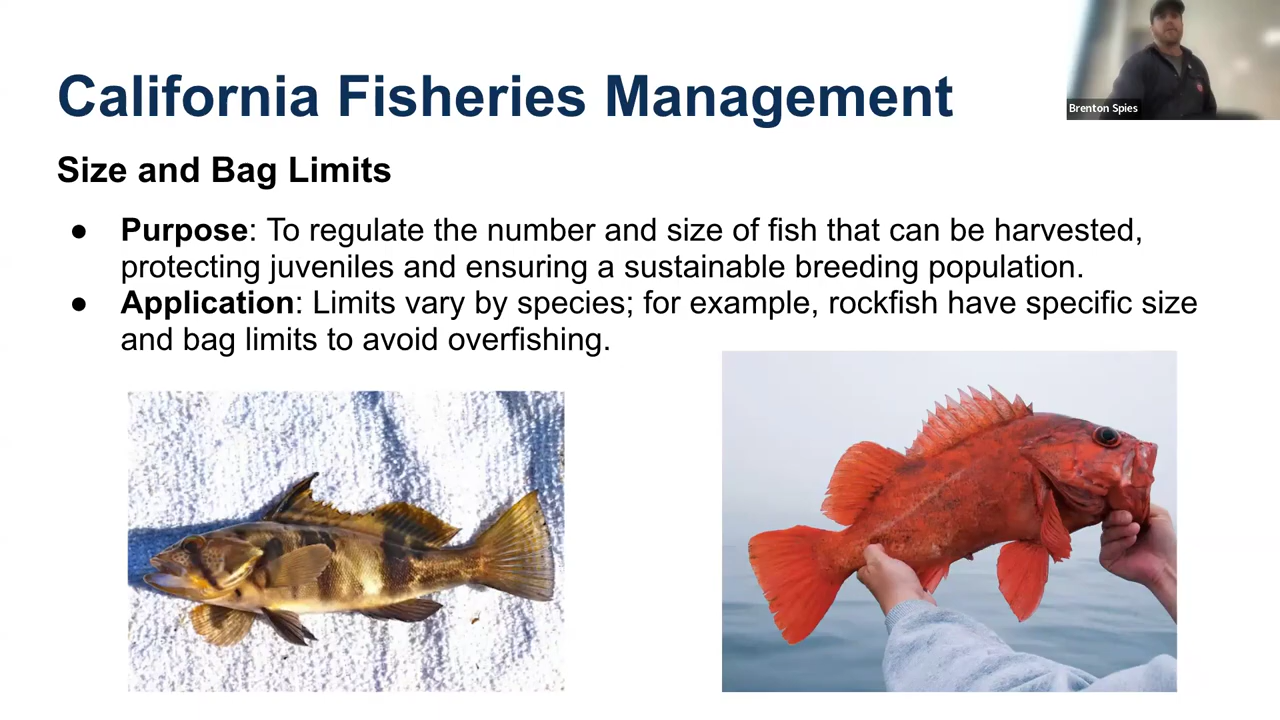 California Fisheries Management
Brenton Spies
Size and Bag Limits
● Purpose: To regulate the number and size of fish that can be harvested,
protecting juveniles and ensuring a sustainable breeding population.
● Application: Limits vary by species; for example, rockfish have specific size
and bag limits to avoid overfishing.